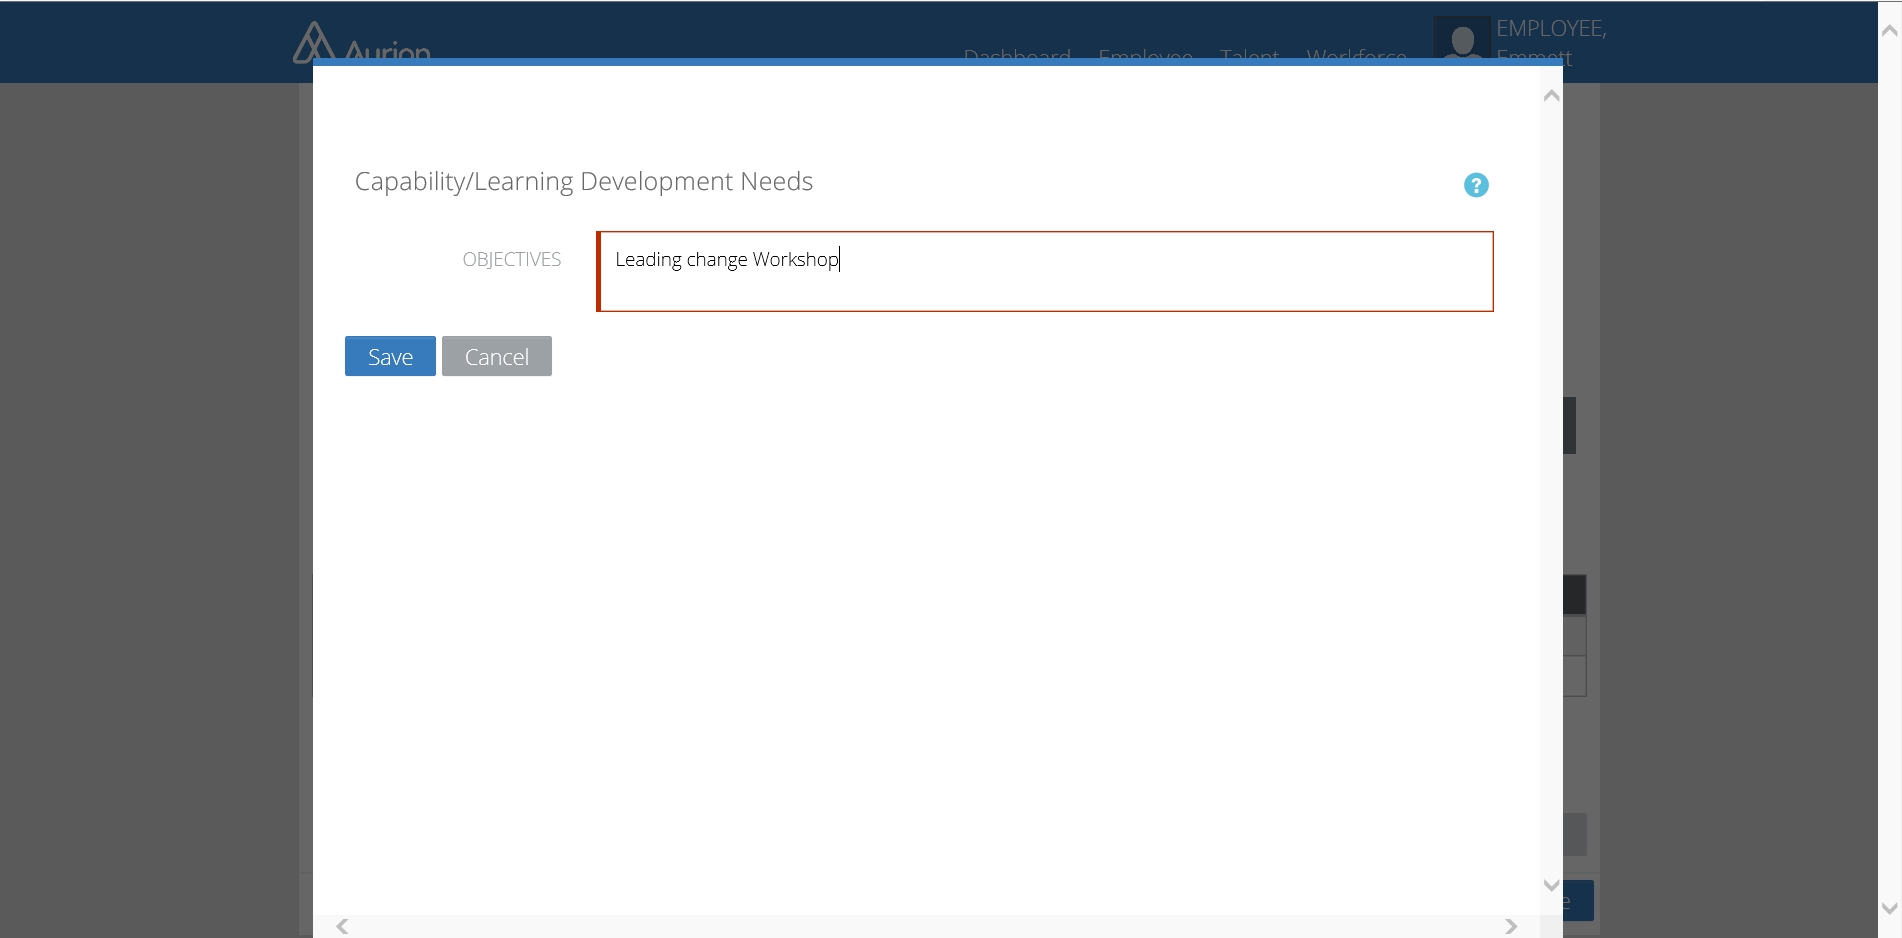 Aurion
Dashboard Employee Talent Workforce
EMPLOYEE,
Emmett
Capability/Learning Development Needs
?
OBJECTIVES
Leading change Workshop
Save Cancel
e